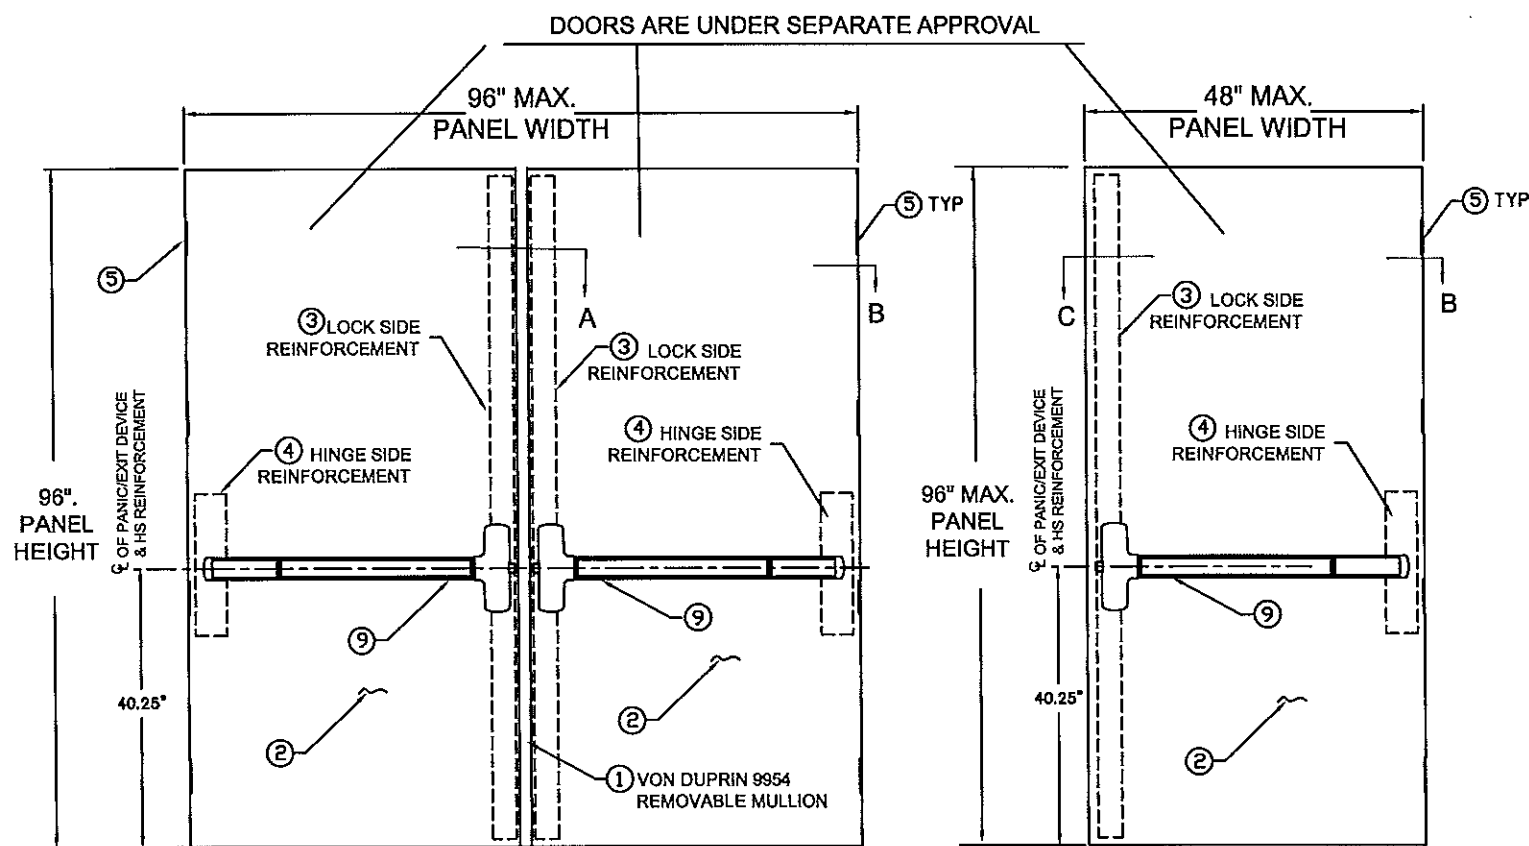 DOORS ARE UNDER SEPARATE APPROVAL
96" MAX.
PANEL WIDTH
48" MAX.
PANEL WIDTH
5 TYP
5 TYP
5
A
B
C
B
3 LOCK SIDE
REINFORCEMENT
3 LOCK SIDE
REINFORCEMENT
3 LOCK SIDE
REINFORCEMENT
4 HINGE SIDE
REINFORCEMENT
4 HINGE SIDE
REINFORCEMENT
4 HINGE SIDE
REINFORCEMENT
℄ OF PANIC/EXIT DEVICE
& HS REINFORCEMENT
℄ OF PANIC/EXIT DEVICE
& HS REINFORCEMENT
96".
PANEL
HEIGHT
96" MAX.
PANEL
HEIGHT
9
9
9
40.25"
40.25"
2
2
2
1 VON DUPRIN 9954
REMOVABLE MULLION